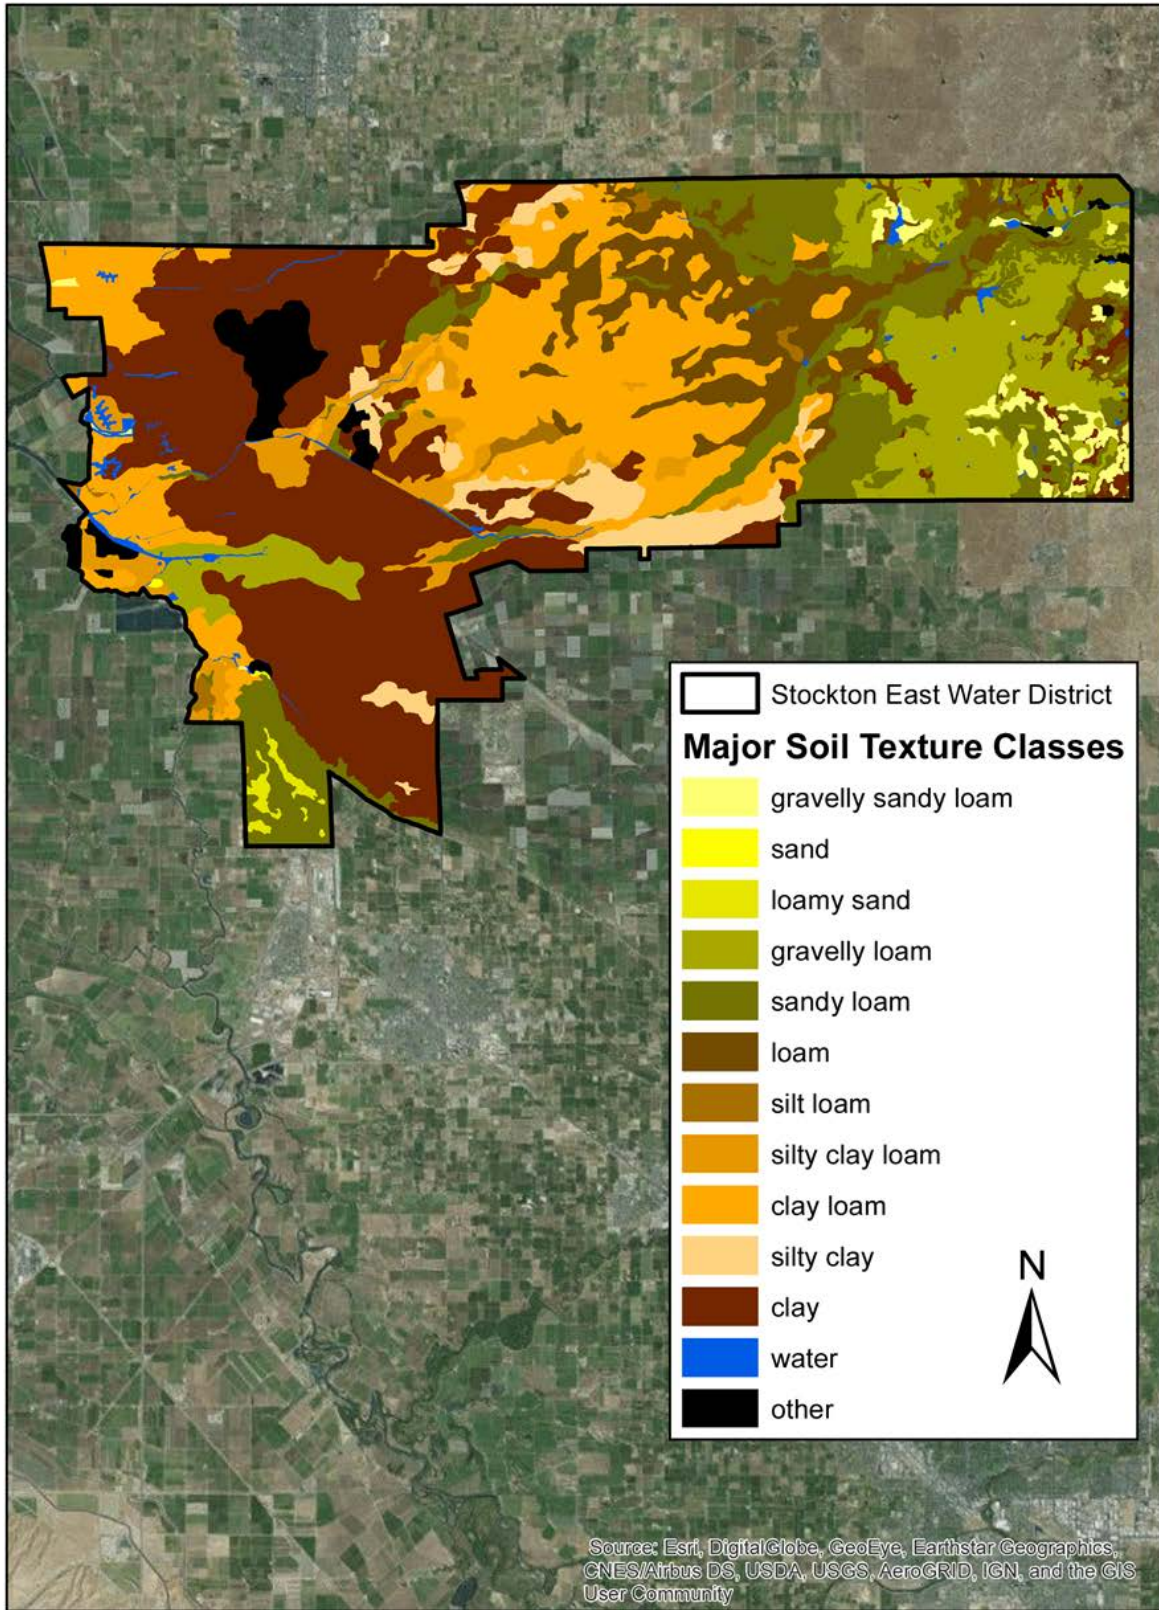 Stockton East Water District
Major Soil Texture Classes
gravelly sandy loam
sand
loamy sand
gravelly loam
sandy loam
loam
silt loam
silty clay loam
clay loam
silty clay
clay
water
other
N
Source: Esri, DigitalGlobe, GeoEye, Earthstar Geographics,
CNES/Airbus DS, USDA, USGS, AeroGRID, IGN, and the GIS
User Community